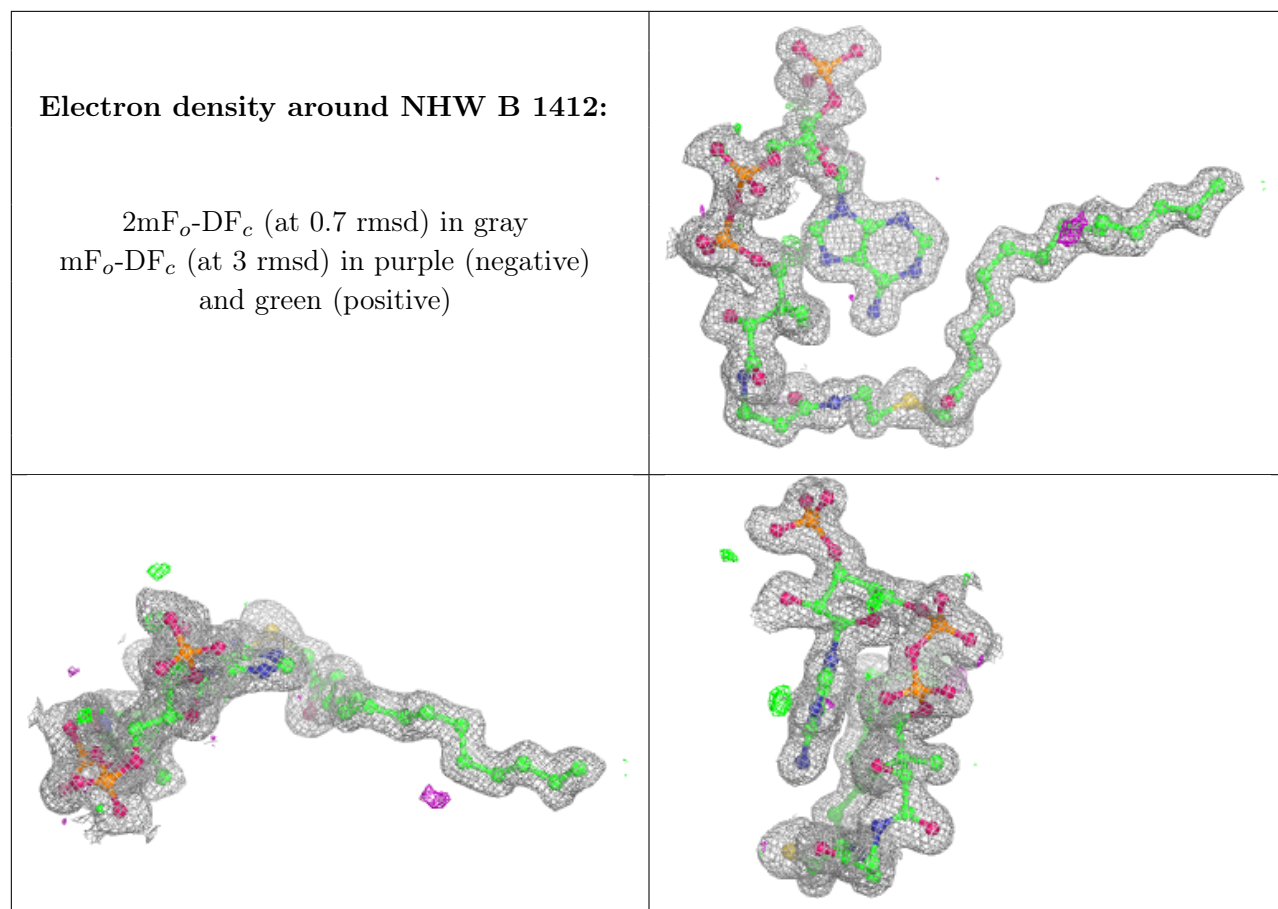 Electron density around NHW B 1412:
2mFo-DFc (at 0.7 rmsd) in gray
mFo-DFc (at 3 rmsd) in purple (negative)
and green (positive)